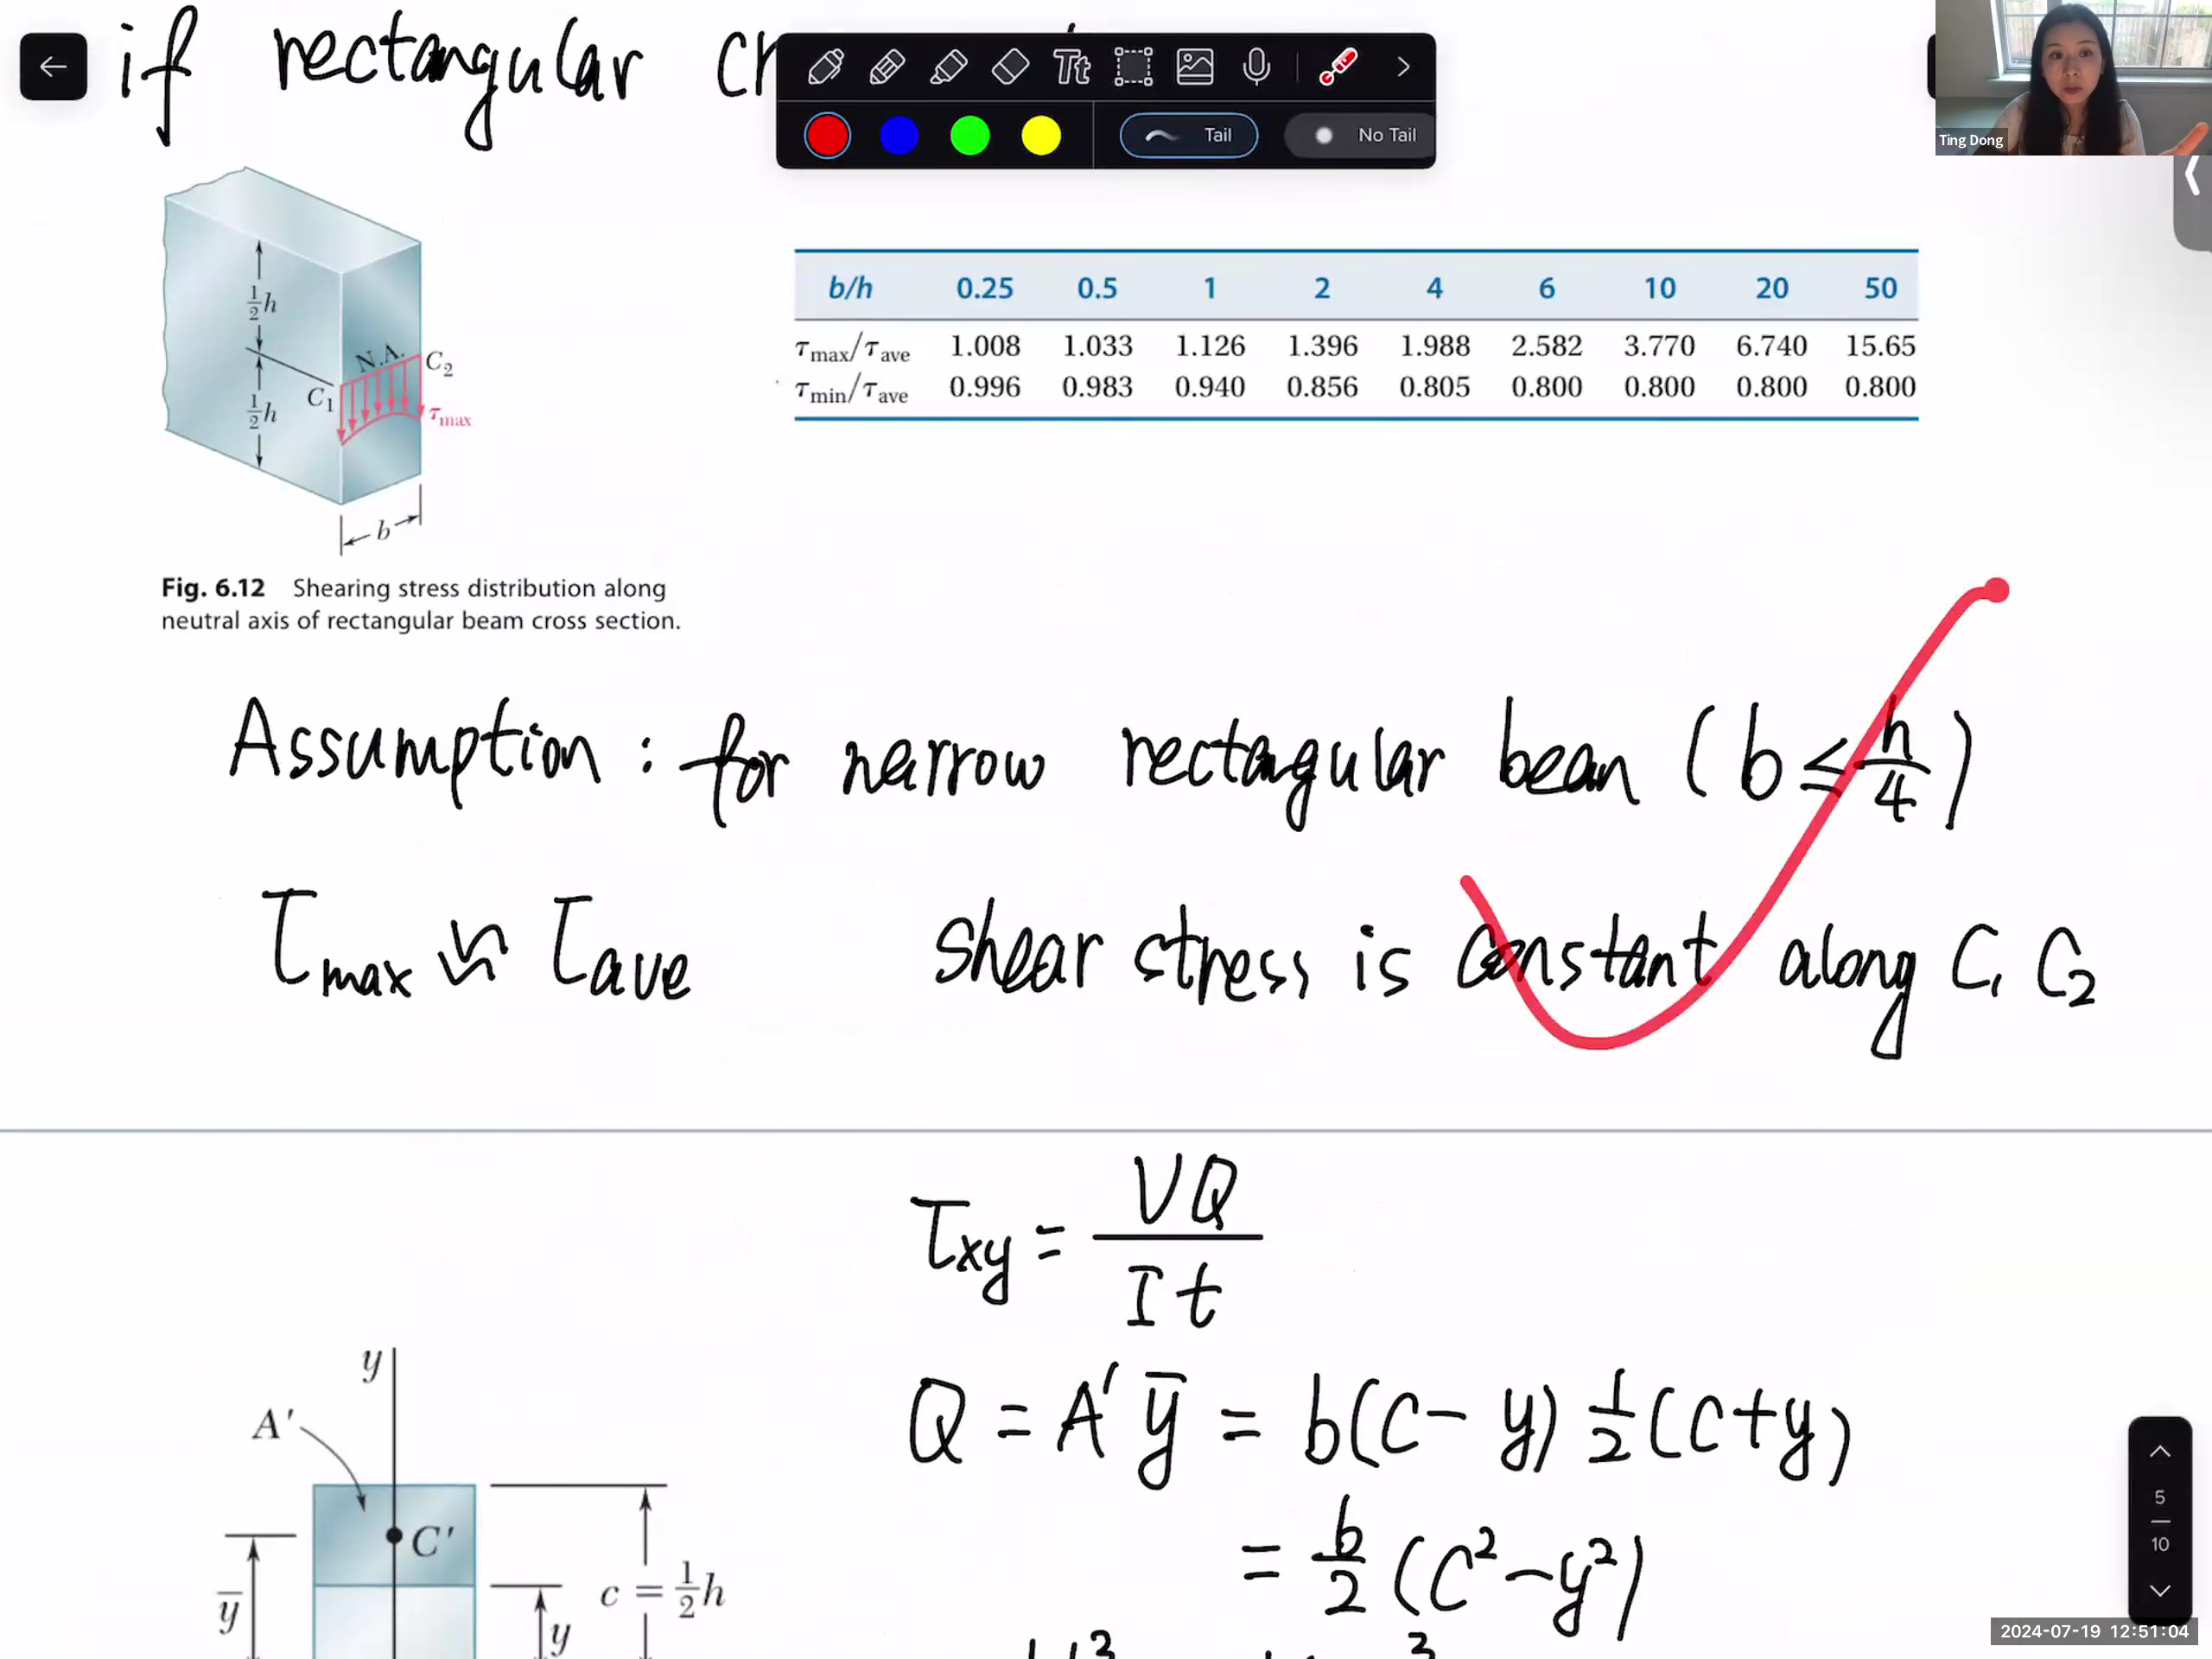 if rectangular
Tt
Tail
No Tail
Ting Dong
½h
½h
N.A.
C₁
C₂
τmax
b
b/h 0.25 0.5 1 2 4 6 10 20 50
τmax/τave 1.008 1.033 1.126 1.396 1.988 2.582 3.770 6.740 15.65
τmin/τave 0.996 0.983 0.940 0.856 0.805 0.800 0.800 0.800 0.800
Fig. 6.12 Shearing stress distribution along
neutral axis of rectangular beam cross section.
Assumption : for narrow rectangular beam (b ≤ h/4)
τmax ≈ τave shear stress is constant along C₁ C₂
τxy = VQ / It
Q = A' ȳ = b(C - y) ½ (C + y)
= b/2 (C² - y²)
y
A'
C'
ȳ
c = ½h
y
5
10
2024-07-19 12:51:04